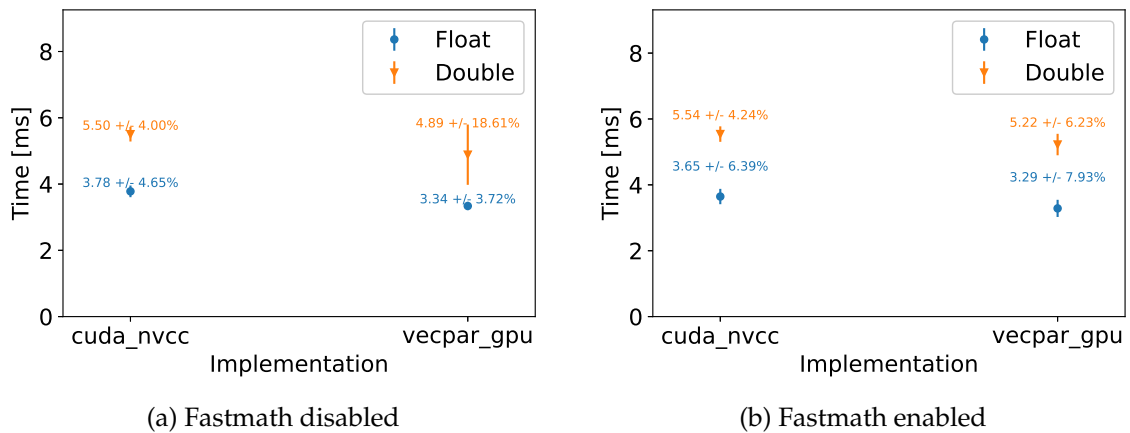 Float
Double
8
6
4
2
0
Time [ms]
5.50 +/- 4.00%
4.89 +/- 18.61%
3.78 +/- 4.65%
3.34 +/- 3.72%
cuda_nvcc
vecpar_gpu
Implementation
(a) Fastmath disabled
Float
Double
8
6
4
2
0
Time [ms]
5.54 +/- 4.24%
5.22 +/- 6.23%
3.65 +/- 6.39%
3.29 +/- 7.93%
cuda_nvcc
vecpar_gpu
Implementation
(b) Fastmath enabled